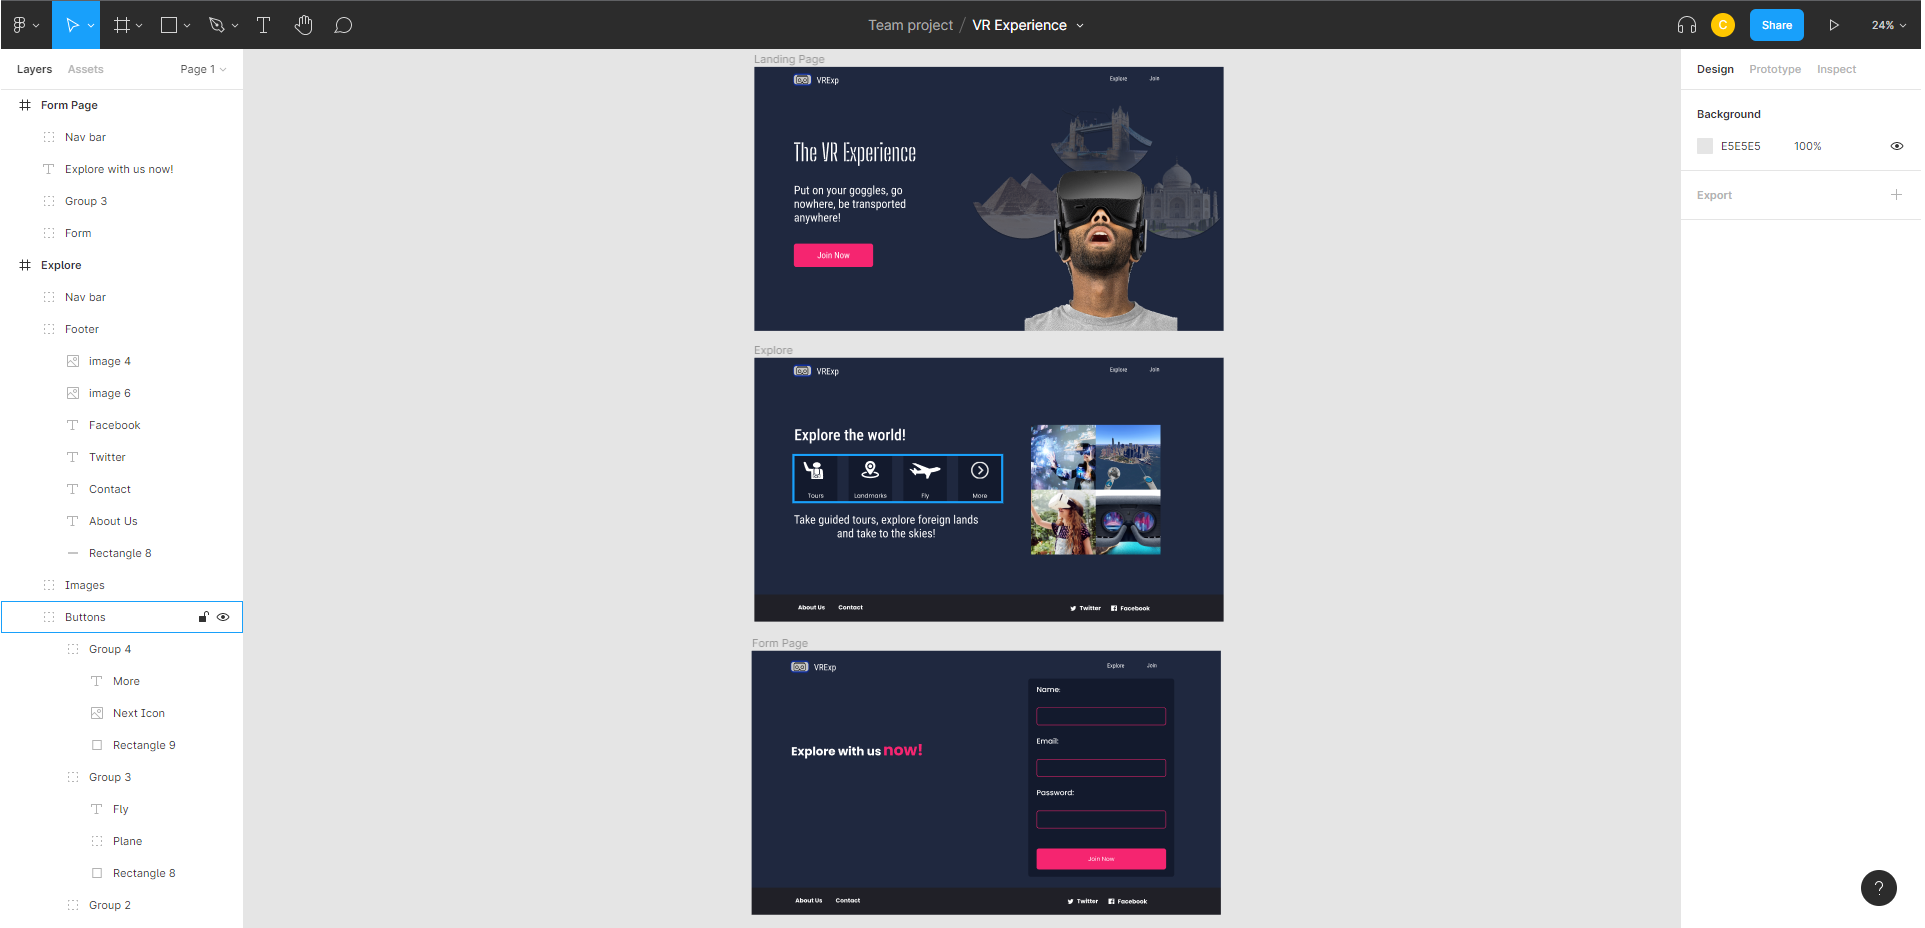 Team project / VR Experience
C
Share
24%
Layers
Assets
Page 1
Form Page
Nav bar
Explore with us now!
Group 3
Form
Explore
Nav bar
Footer
image 4
image 6
Facebook
Twitter
Contact
About Us
Rectangle 8
Images
Buttons
Group 4
More
Next Icon
Rectangle 9
Group 3
Fly
Plane
Rectangle 8
Group 2
Landing Page
VRExp
Explore
Join
The VR Experience
Put on your goggles, go
nowhere, be transported
anywhere!
Join Now
Explore
VRExp
Explore
Join
Explore the world!
Tours
Landmarks
Fly
More
Take guided tours, explore foreign lands
and take to the skies!
About Us
Contact
Twitter
Facebook
Form Page
VRExp
Explore
Join
Explore with us now!
Name:
Email:
Password:
Join Now
About Us
Contact
Twitter
Facebook
Design
Prototype
Inspect
Background
E5E5E5
100%
Export
?